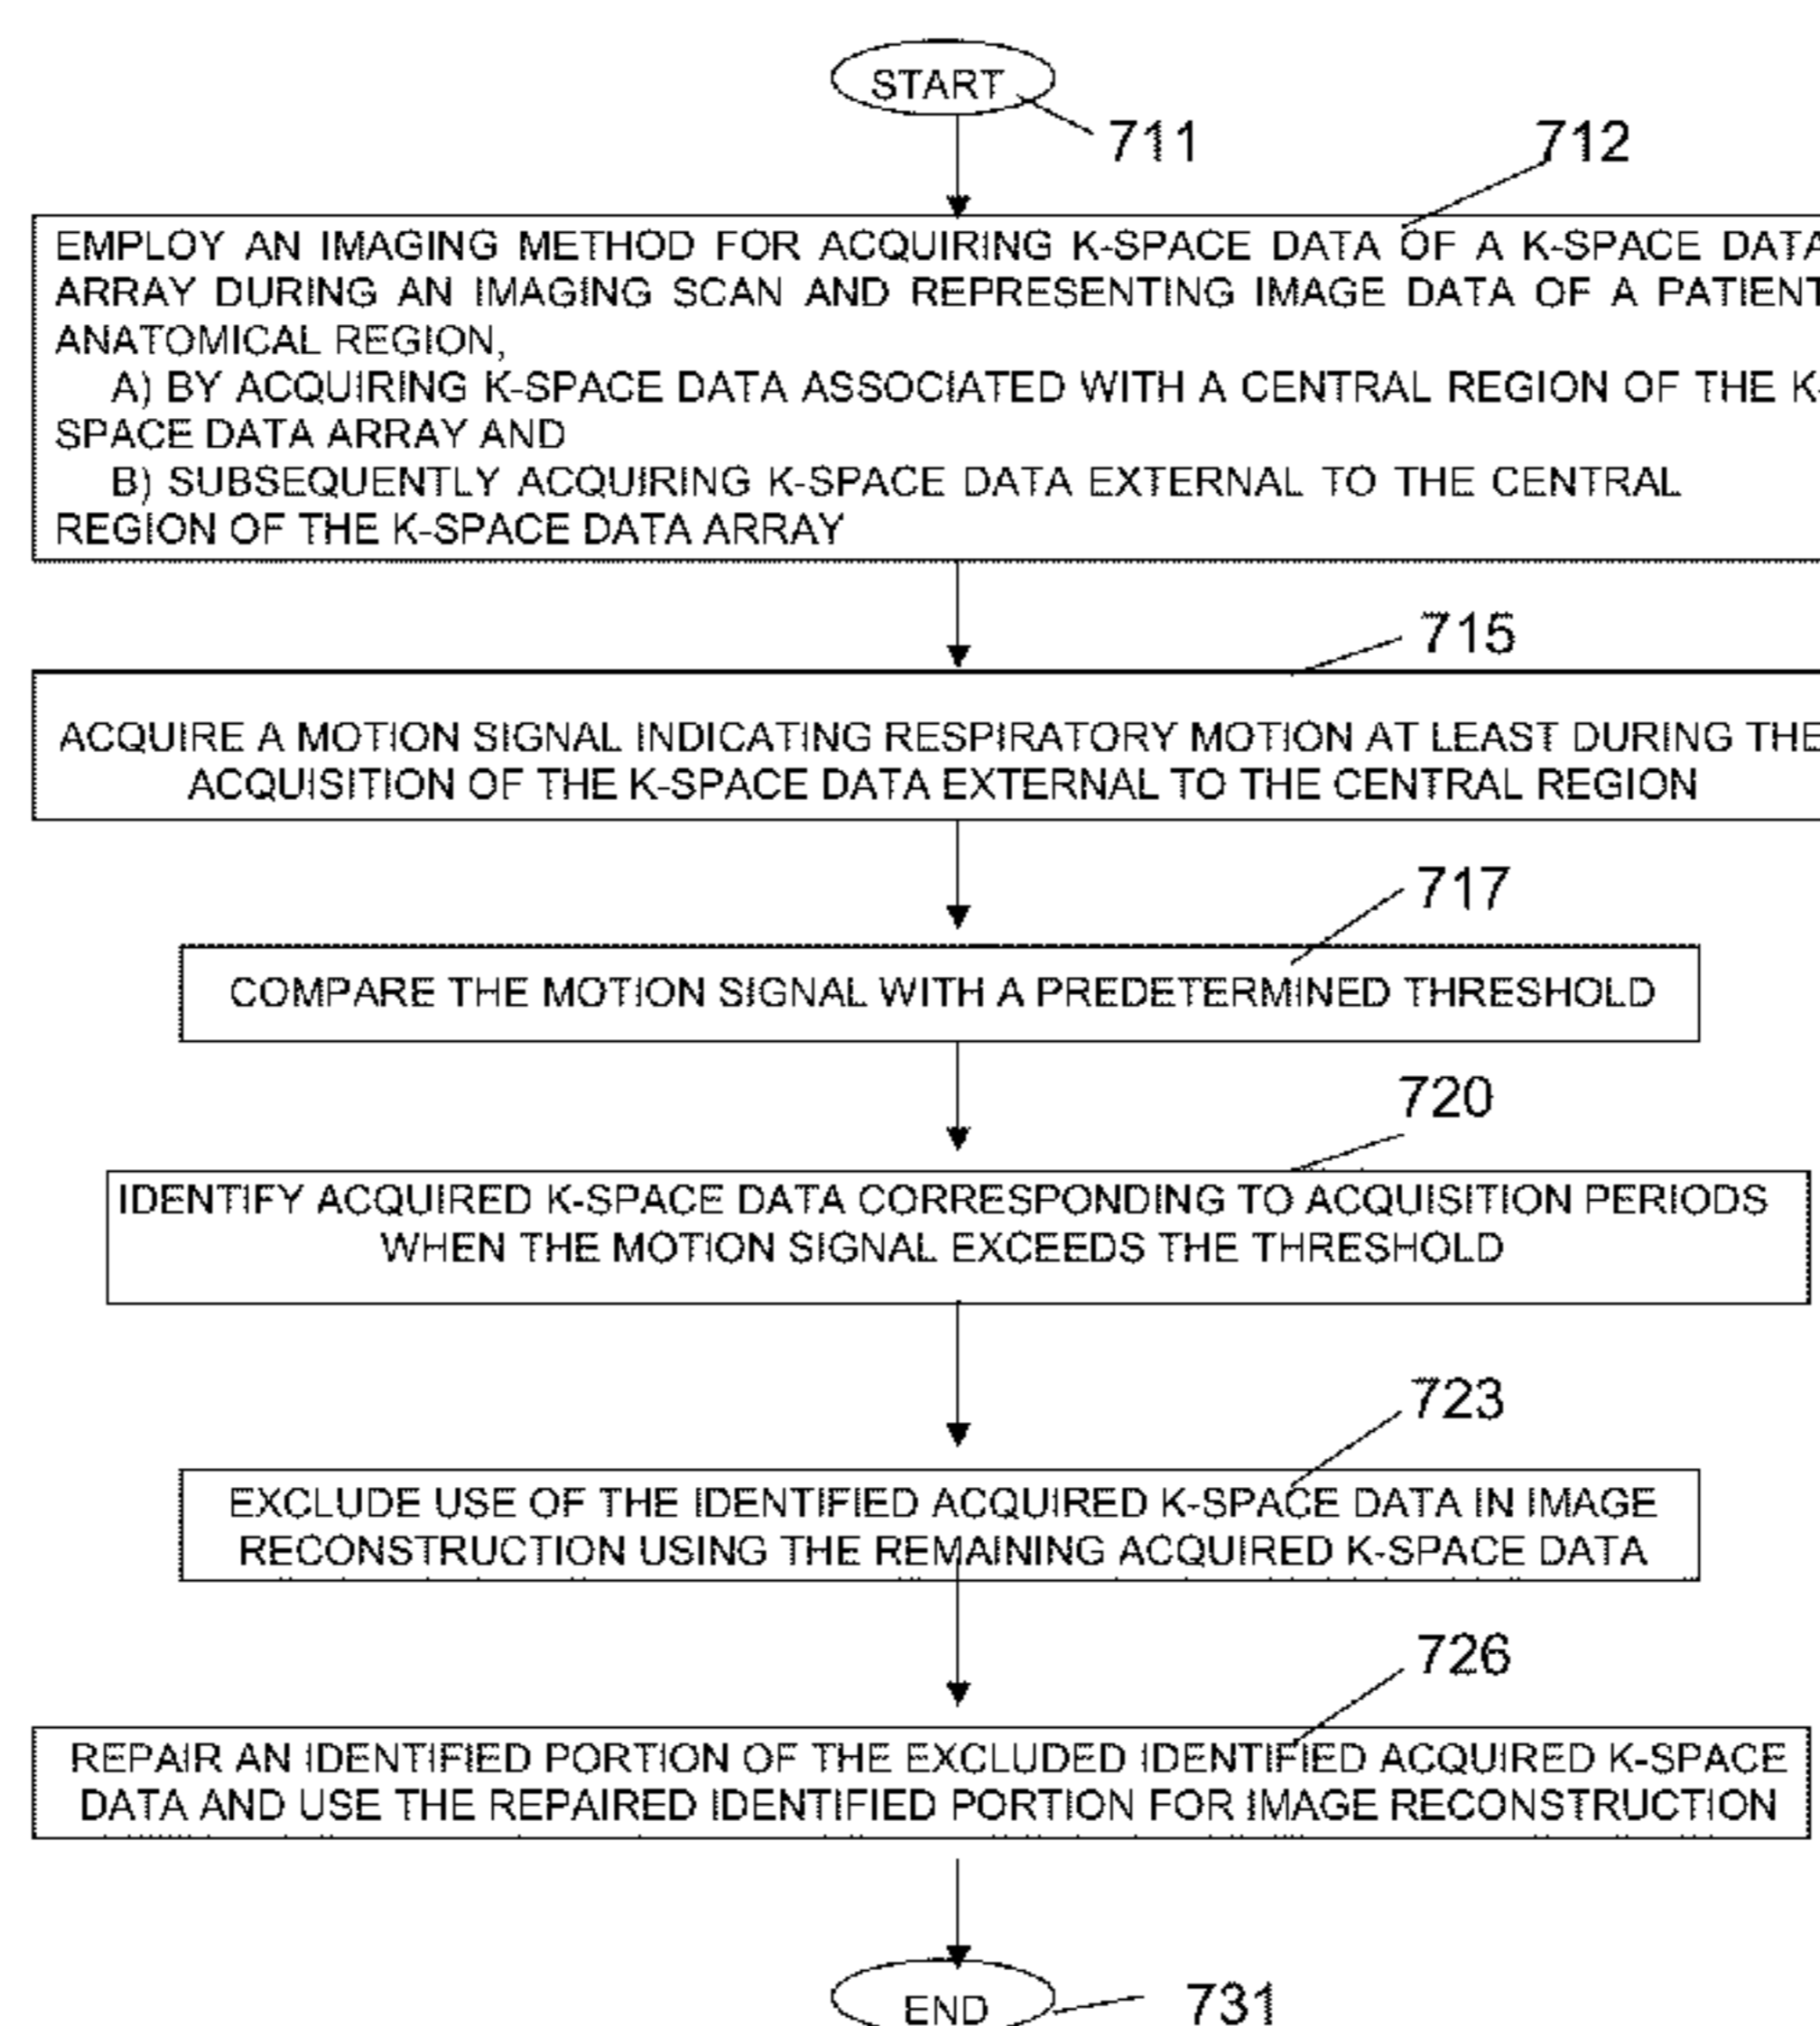 START
711
712
EMPLOY AN IMAGING METHOD FOR ACQUIRING K-SPACE DATA OF A K-SPACE DATA
ARRAY DURING AN IMAGING SCAN AND REPRESENTING IMAGE DATA OF A PATIENT
ANATOMICAL REGION,
A) BY ACQUIRING K-SPACE DATA ASSOCIATED WITH A CENTRAL REGION OF THE K-
SPACE DATA ARRAY AND
B) SUBSEQUENTLY ACQUIRING K-SPACE DATA EXTERNAL TO THE CENTRAL
REGION OF THE K-SPACE DATA ARRAY
715
ACQUIRE A MOTION SIGNAL INDICATING RESPIRATORY MOTION AT LEAST DURING THE
ACQUISITION OF THE K-SPACE DATA EXTERNAL TO THE CENTRAL REGION
717
COMPARE THE MOTION SIGNAL WITH A PREDETERMINED THRESHOLD
720
IDENTIFY ACQUIRED K-SPACE DATA CORRESPONDING TO ACQUISITION PERIODS
WHEN THE MOTION SIGNAL EXCEEDS THE THRESHOLD
723
EXCLUDE USE OF THE IDENTIFIED ACQUIRED K-SPACE DATA IN IMAGE
RECONSTRUCTION USING THE REMAINING ACQUIRED K-SPACE DATA
726
REPAIR AN IDENTIFIED PORTION OF THE EXCLUDED IDENTIFIED ACQUIRED K-SPACE
DATA AND USE THE REPAIRED IDENTIFIED PORTION FOR IMAGE RECONSTRUCTION
END
731